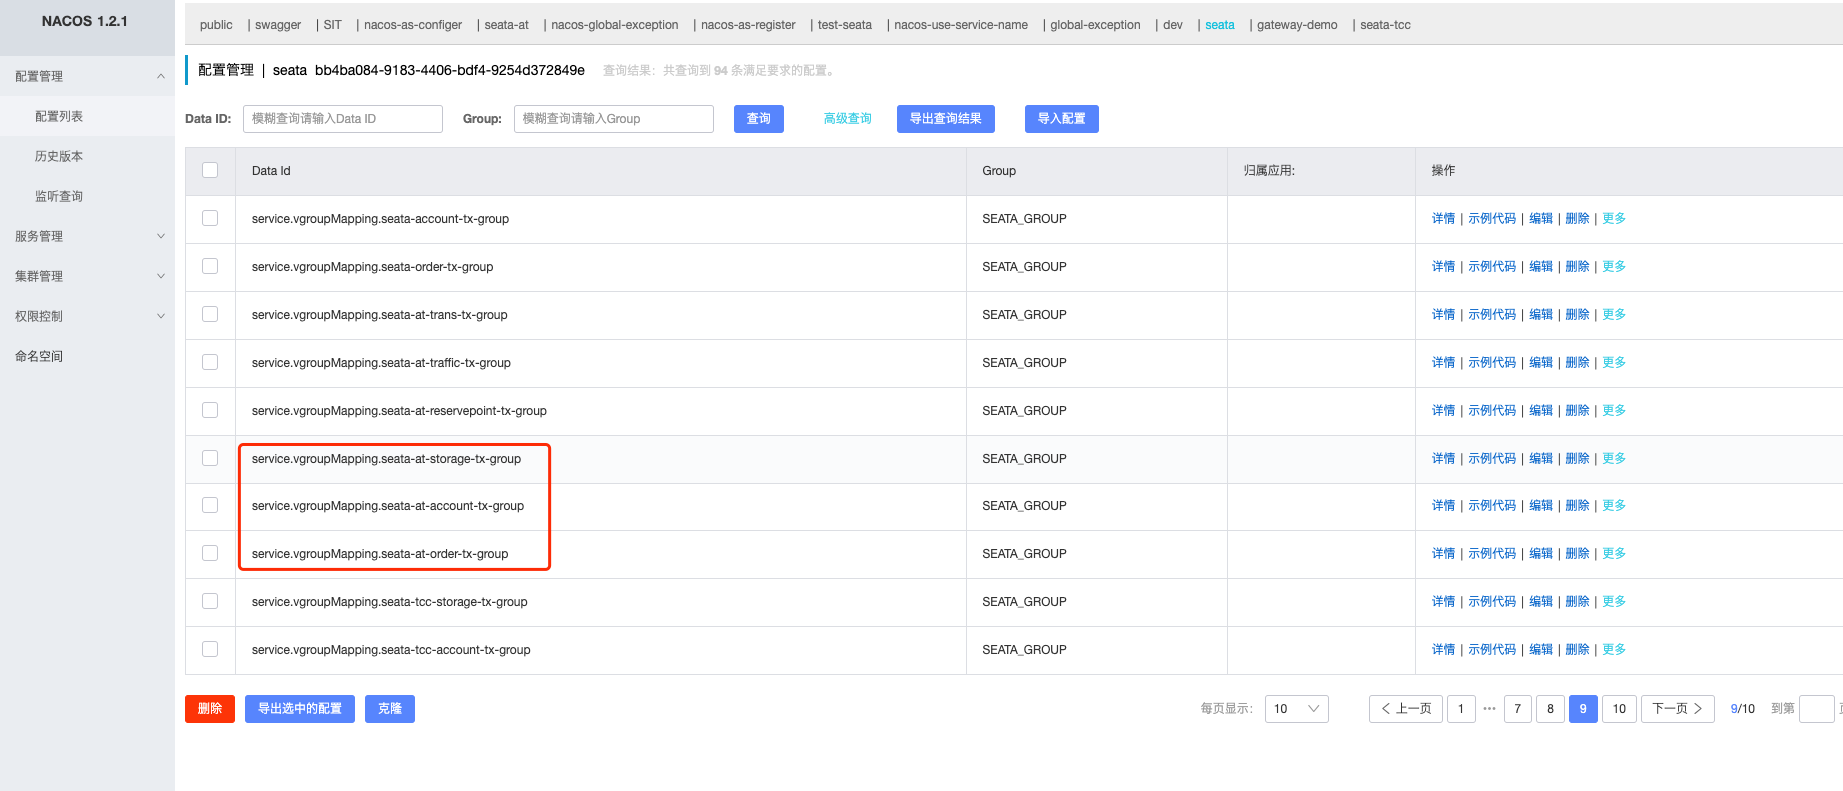 NACOS 1.2.1
配置管理
配置列表
历史版本
监听查询
服务管理
集群管理
权限控制
命名空间
public | swagger | SIT | nacos-as-configer | seata-at | nacos-global-exception | nacos-as-register | test-seata | nacos-use-service-name | global-exception | dev | seata | gateway-demo | seata-tcc
配置管理 | seata bb4ba084-9183-4406-bdf4-9254d372849e 查询结果：共查询到 94 条满足要求的配置。
Data ID: 模糊查询请输入Data ID Group: 模糊查询请输入Group 查询 高级查询 导出查询结果 导入配置
Data Id Group 归属应用: 操作
service.vgroupMapping.seata-account-tx-group SEATA_GROUP 详情 | 示例代码 | 编辑 | 删除 | 更多
service.vgroupMapping.seata-order-tx-group SEATA_GROUP 详情 | 示例代码 | 编辑 | 删除 | 更多
service.vgroupMapping.seata-at-trans-tx-group SEATA_GROUP 详情 | 示例代码 | 编辑 | 删除 | 更多
service.vgroupMapping.seata-at-traffic-tx-group SEATA_GROUP 详情 | 示例代码 | 编辑 | 删除 | 更多
service.vgroupMapping.seata-at-reservepoint-tx-group SEATA_GROUP 详情 | 示例代码 | 编辑 | 删除 | 更多
service.vgroupMapping.seata-at-storage-tx-group SEATA_GROUP 详情 | 示例代码 | 编辑 | 删除 | 更多
service.vgroupMapping.seata-at-account-tx-group SEATA_GROUP 详情 | 示例代码 | 编辑 | 删除 | 更多
service.vgroupMapping.seata-at-order-tx-group SEATA_GROUP 详情 | 示例代码 | 编辑 | 删除 | 更多
service.vgroupMapping.seata-tcc-storage-tx-group SEATA_GROUP 详情 | 示例代码 | 编辑 | 删除 | 更多
service.vgroupMapping.seata-tcc-account-tx-group SEATA_GROUP 详情 | 示例代码 | 编辑 | 删除 | 更多
删除 导出选中的配置 克隆 每页显示: 10 上一页 1 ••• 7 8 9 10 下一页 9/10 到第